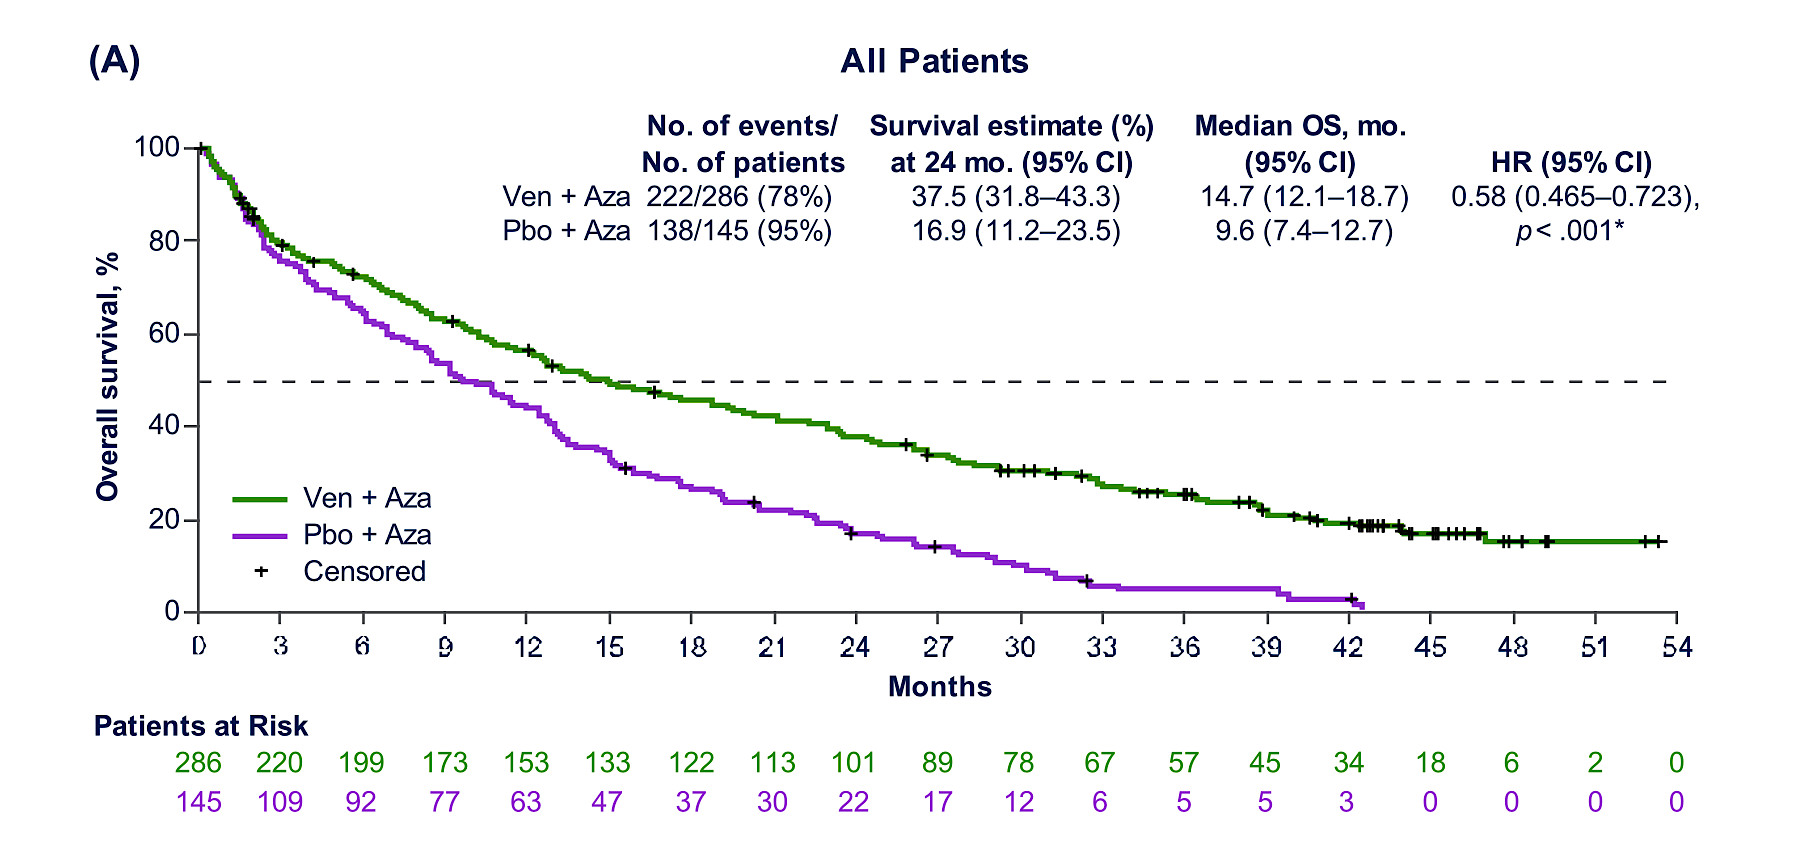 (A)
All Patients
No. of events/ Survival estimate (%) Median OS, mo.
No. of patients at 24 mo. (95% CI) (95% CI) HR (95% CI)
Ven + Aza 222/286 (78%) 37.5 (31.8–43.3) 14.7 (12.1–18.7) 0.58 (0.465–0.723),
Pbo + Aza 138/145 (95%) 16.9 (11.2–23.5) 9.6 (7.4–12.7) p < .001*
Overall survival, %
100
80
60
40
20
0
Ven + Aza
Pbo + Aza
Censored
0 3 6 9 12 15 18 21 24 27 30 33 36 39 42 45 48 51 54
Months
Patients at Risk
286 220 199 173 153 133 122 113 101 89 78 67 57 45 34 18 6 2 0
145 109 92 77 63 47 37 30 22 17 12 6 5 5 3 0 0 0 0